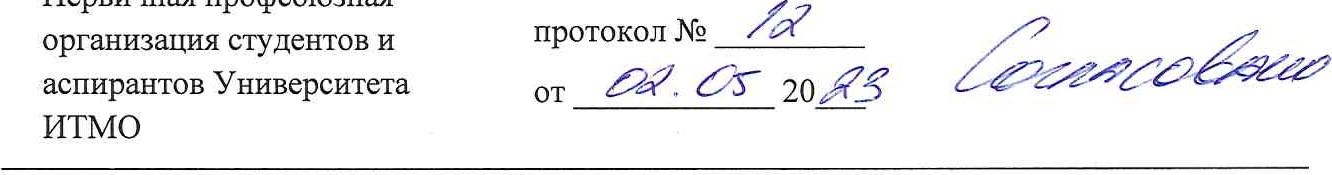 Первичная профсоюзная
организация студентов и
аспирантов Университета
ИТМО
протокол № 12
от 02.05 2023
Согласовано